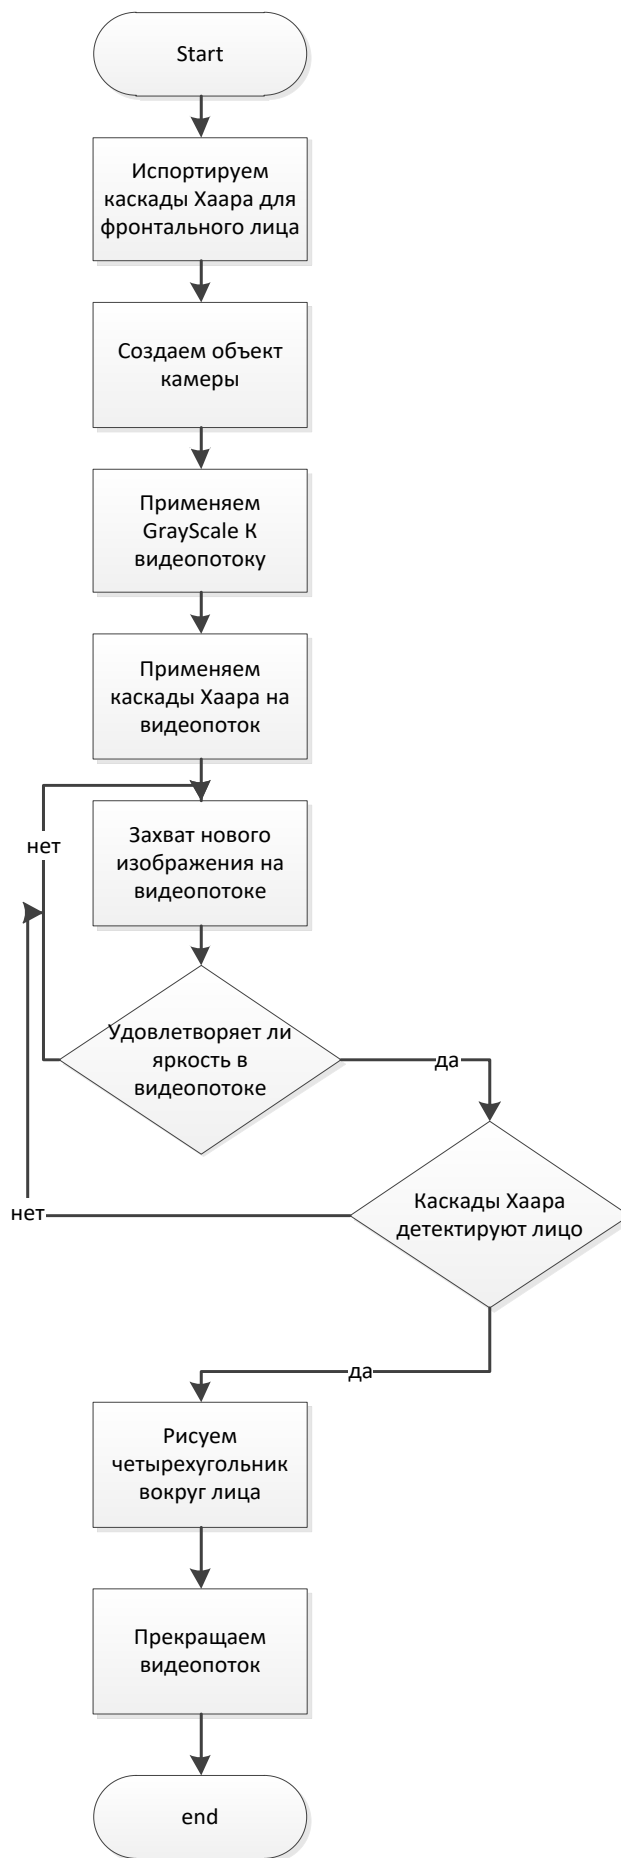 Start
Испортируем
каскады Хаара для
фронтального лица
Создаем объект
камеры
Применяем
GrayScale К
видеопотоку
Применяем
каскады Хаара на
видеопоток
нет
Захват нового
изображения на
видеопотоке
Удовлетворяет ли
яркость в
видеопотоке
да
нет
Каскады Хаара
детектируют лицо
да
Рисуем
четырехугольник
вокруг лица
Прекращаем
видеопоток
end